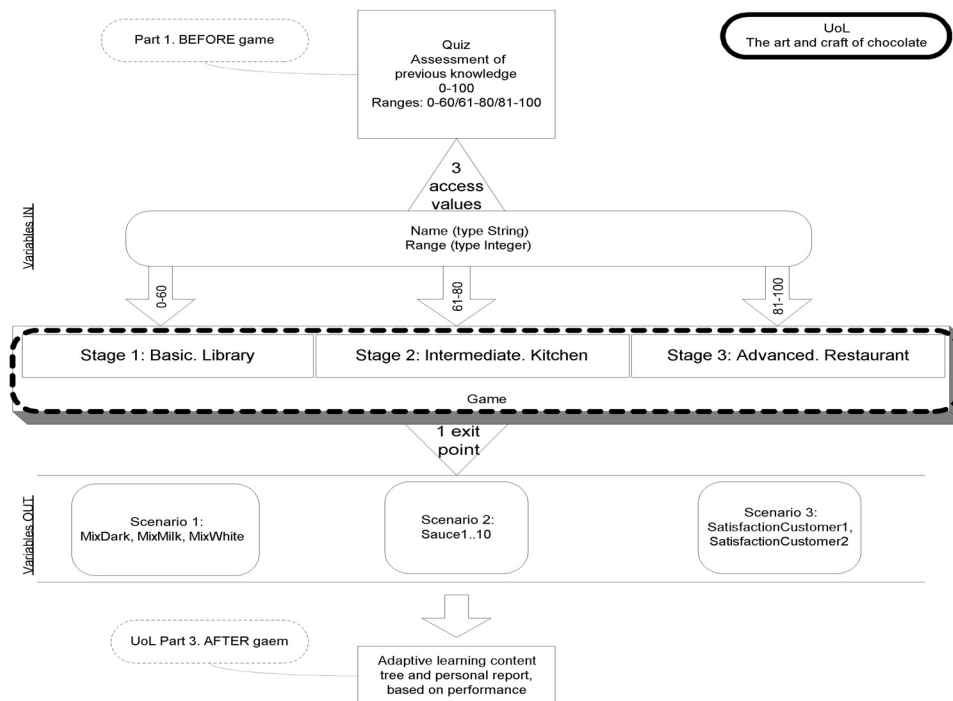 Part 1. BEFORE game
Quiz
Assessment of
previous knowledge
0-100
Ranges: 0-60/61-80/81-100
UoL
The art and craft of chocolate
3
access
values
Variables IN
Name (type String)
Range (type Integer)
0-60
61-80
81-100
Stage 1: Basic. Library
Stage 2: Intermediate. Kitchen
Stage 3: Advanced. Restaurant
Game
1 exit
point
Variables OUT
Scenario 1:
MixDark, MixMilk, MixWhite
Scenario 2:
Sauce1..10
Scenario 3:
SatisfactionCustomer1,
SatisfactionCustomer2
UoL Part 3. AFTER gaem
Adaptive learning content
tree and personal report,
based on performance